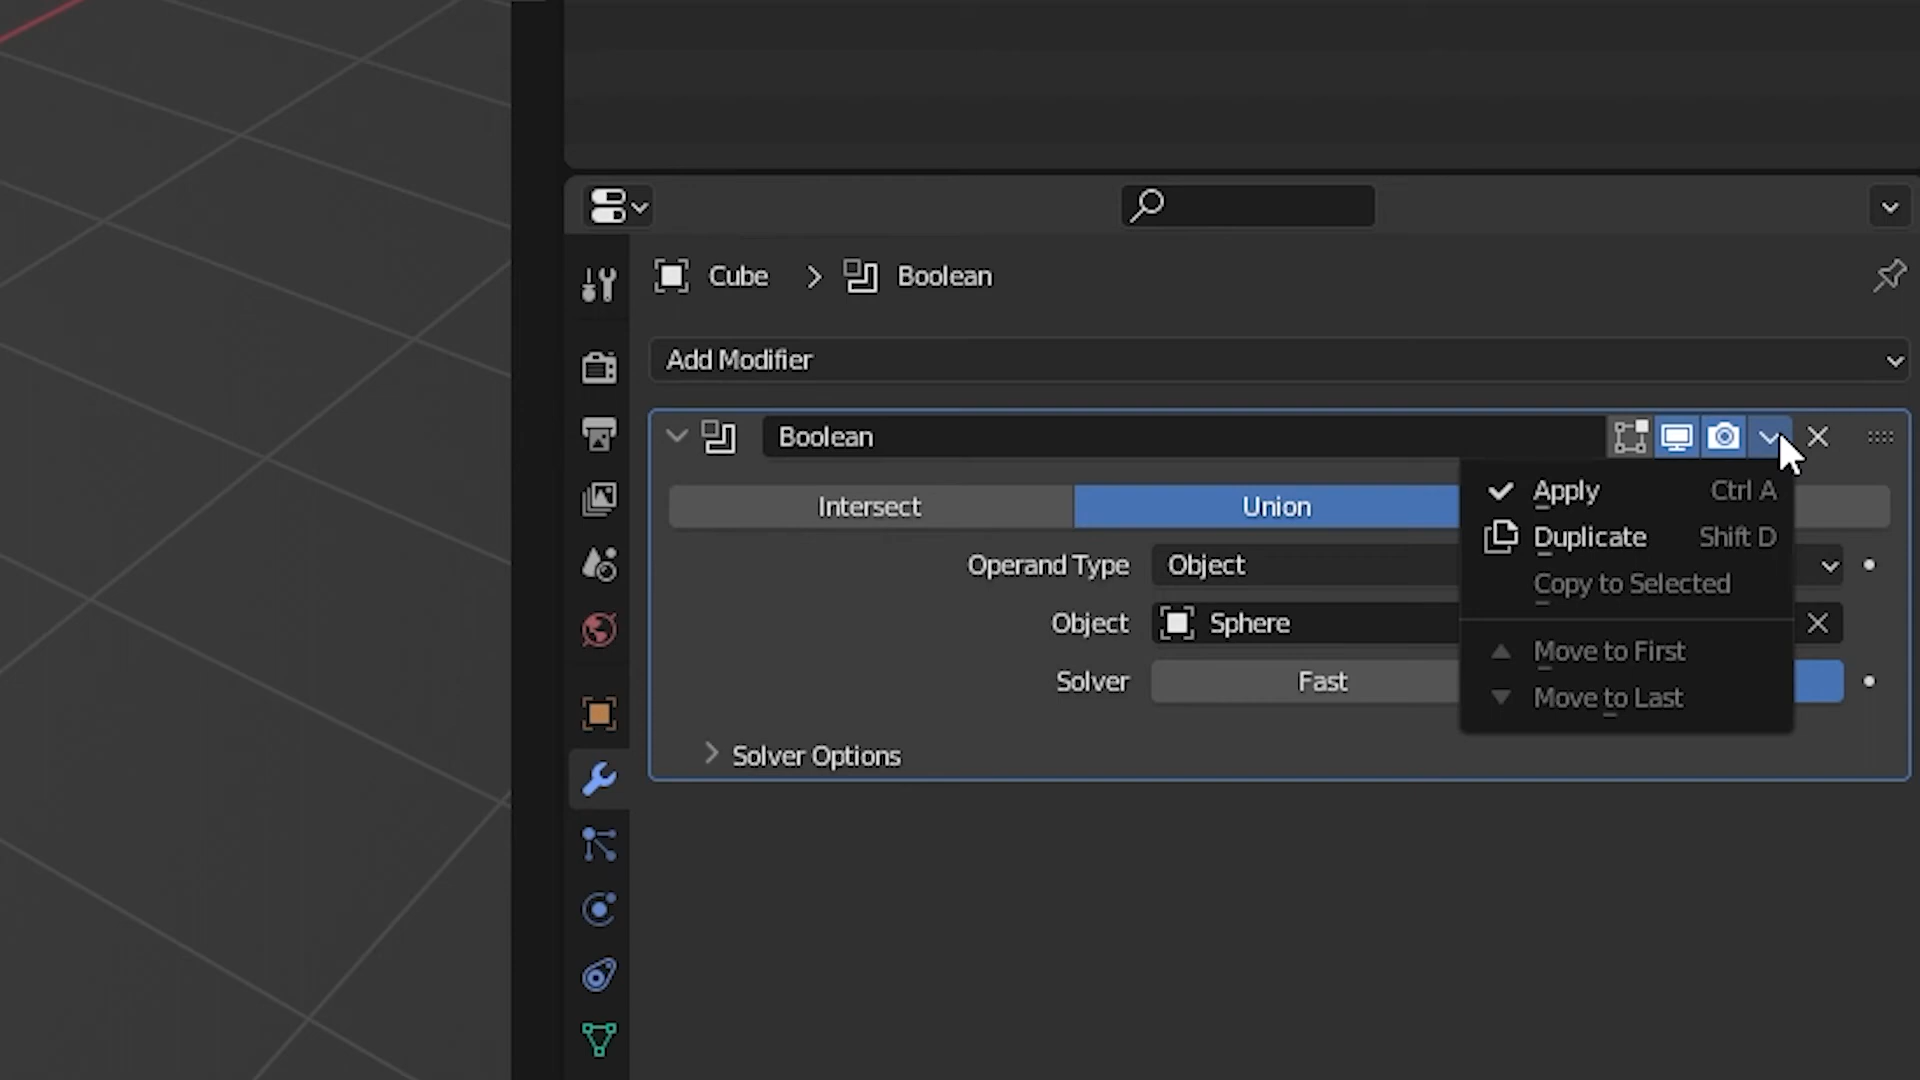 Cube > Boolean
Add Modifier
Boolean
Apply Ctrl A
Intersect Union
Duplicate Shift D
Operand Type Object
Copy to Selected
Object Sphere
Move to First
Solver Fast
Move to Last
Solver Options